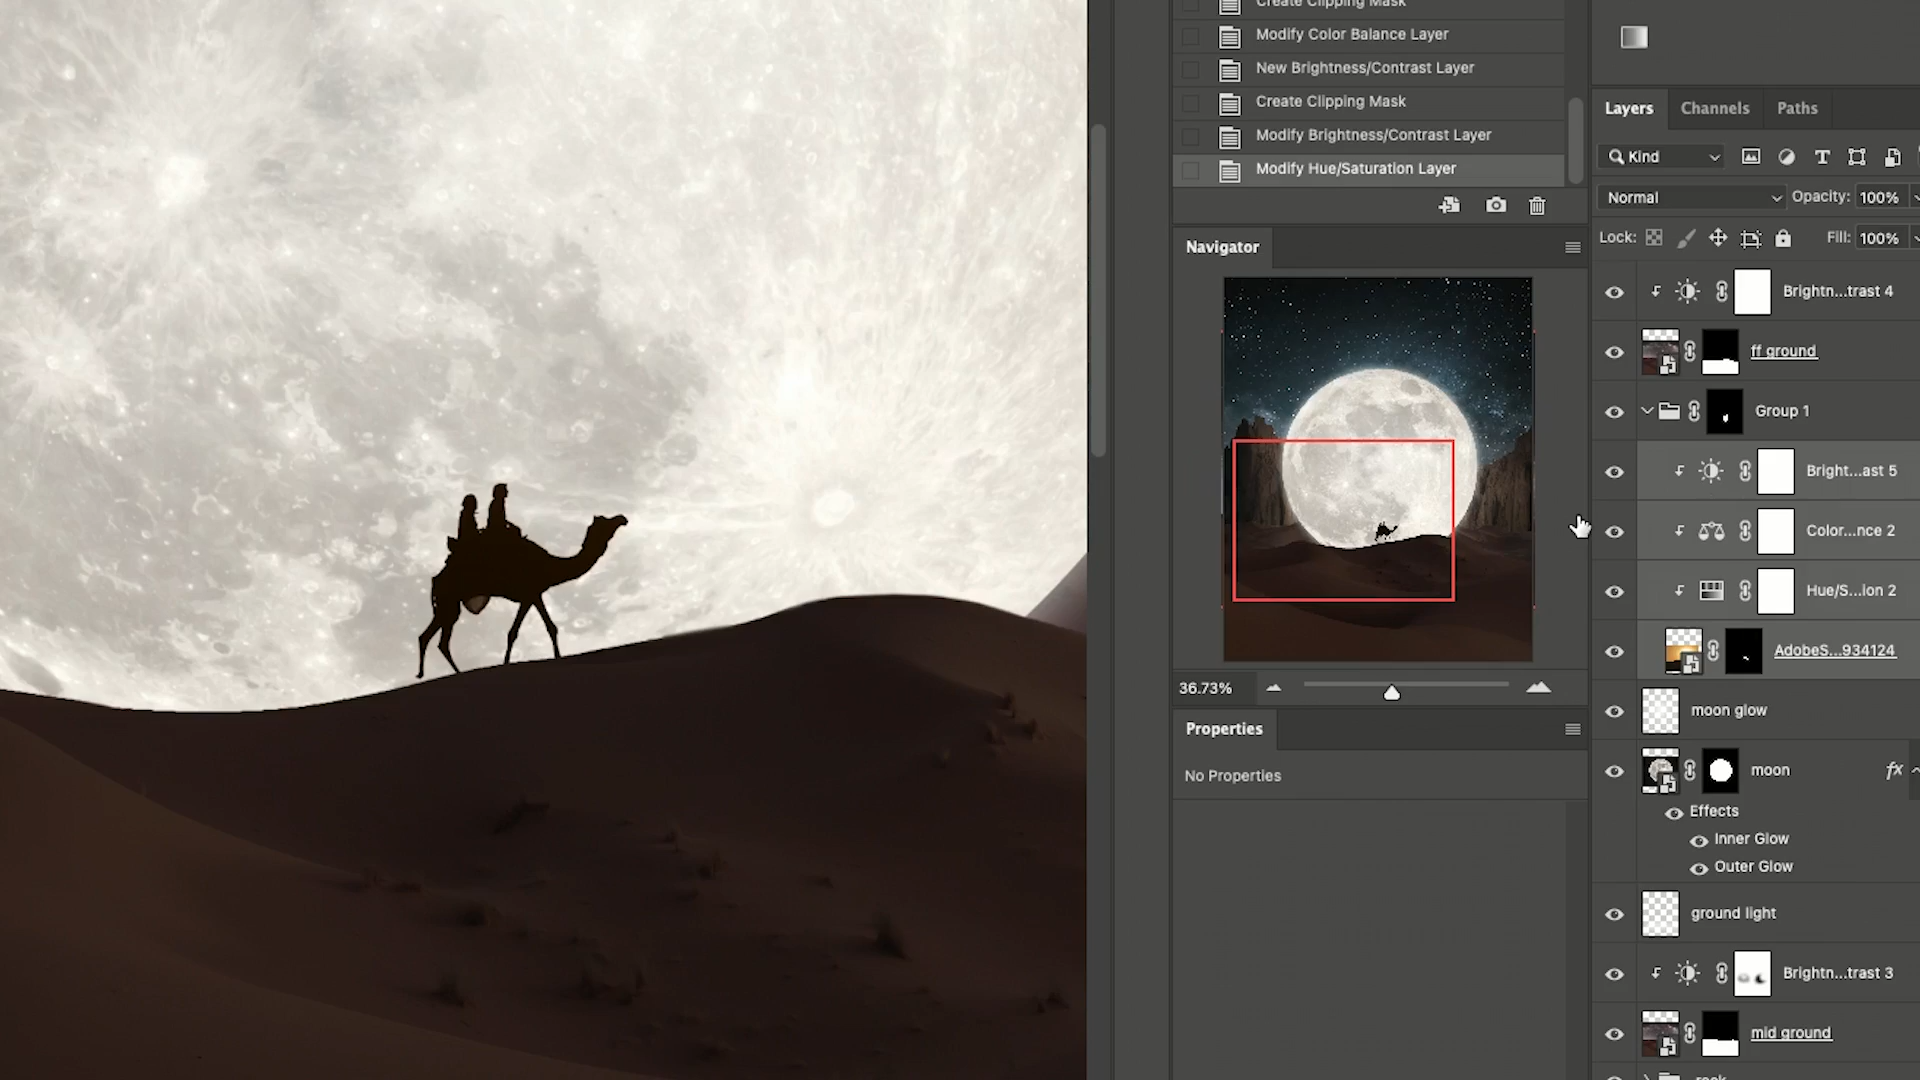 Create Clipping Mask
Modify Color Balance Layer
New Brightness/Contrast Layer
Create Clipping Mask
Modify Brightness/Contrast Layer
Modify Hue/Saturation Layer
Navigator
36.73%
Properties
No Properties
Layers Channels Paths
Kind
Normal Opacity: 100%
Lock: Fill: 100%
Brightn...trast 4
ff ground
Group 1
Bright...ast 5
Color...nce 2
Hue/S...ion 2
AdobeS...934124
moon glow
moon fx
Effects
Inner Glow
Outer Glow
ground light
Brightn...trast 3
mid ground